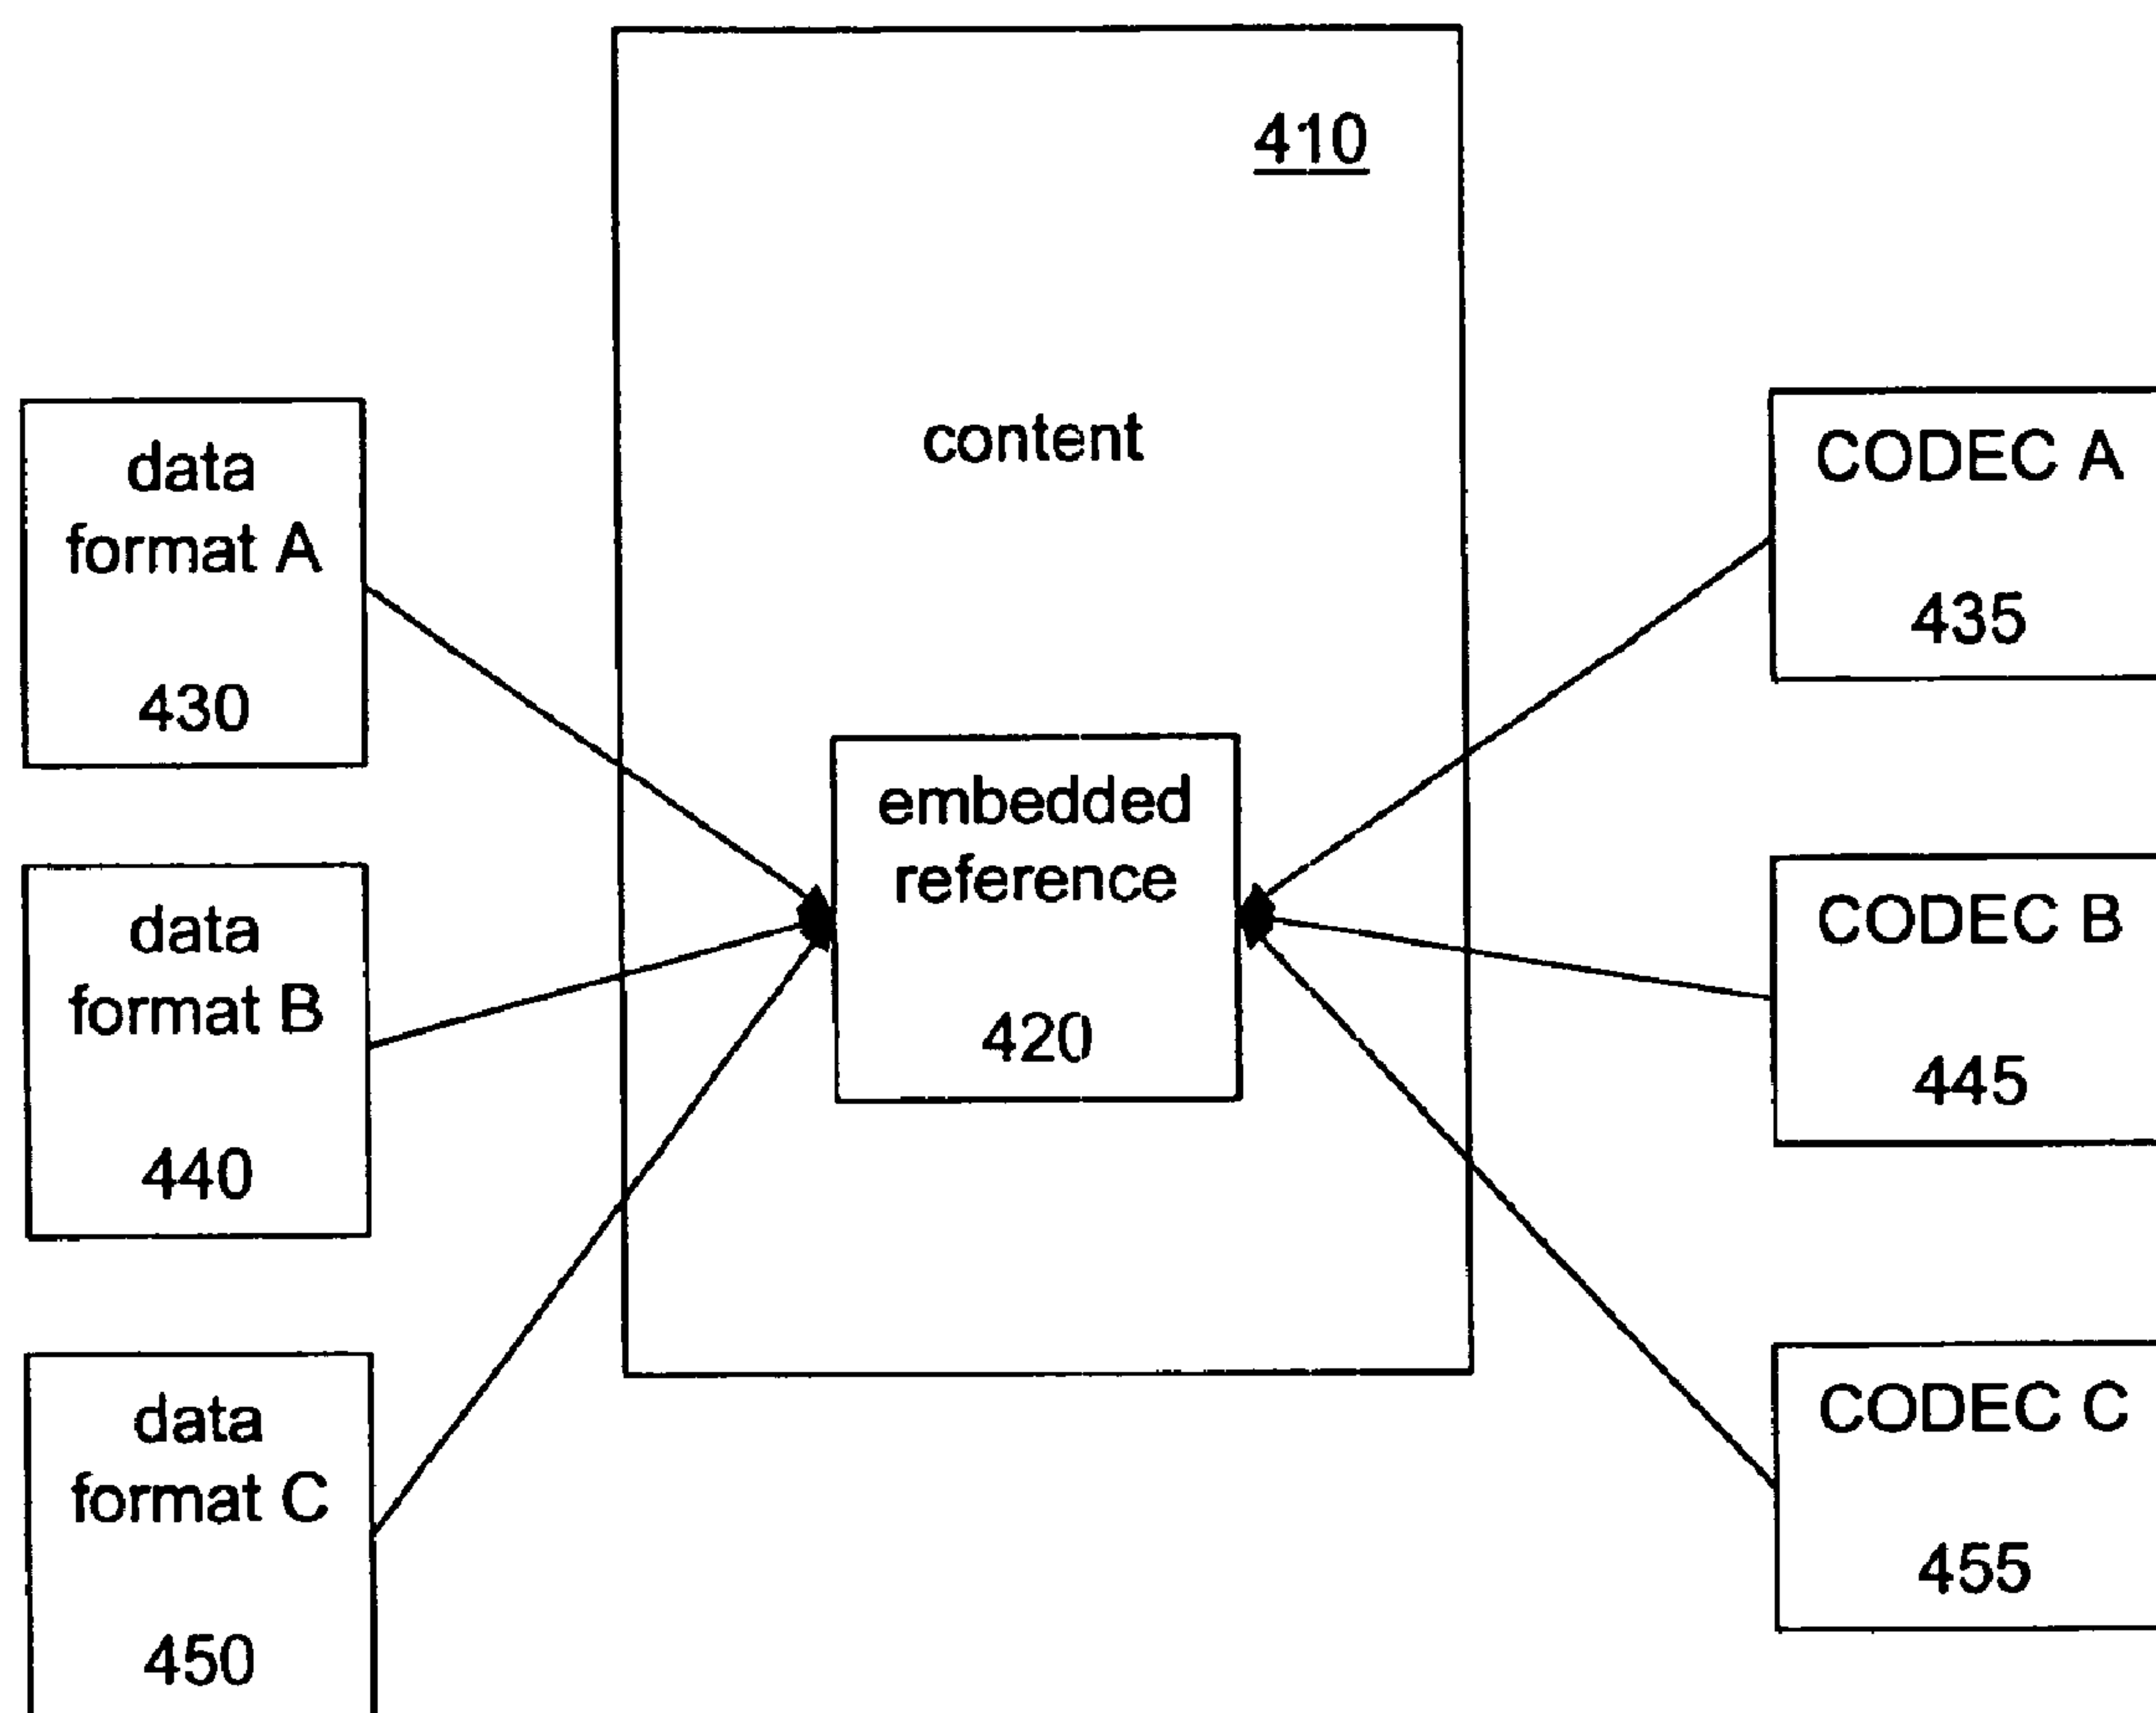 410
content
data
format A
430
data
format B
440
data
format C
450
embedded
reference
420
CODEC A
435
CODEC B
445
CODEC C
455